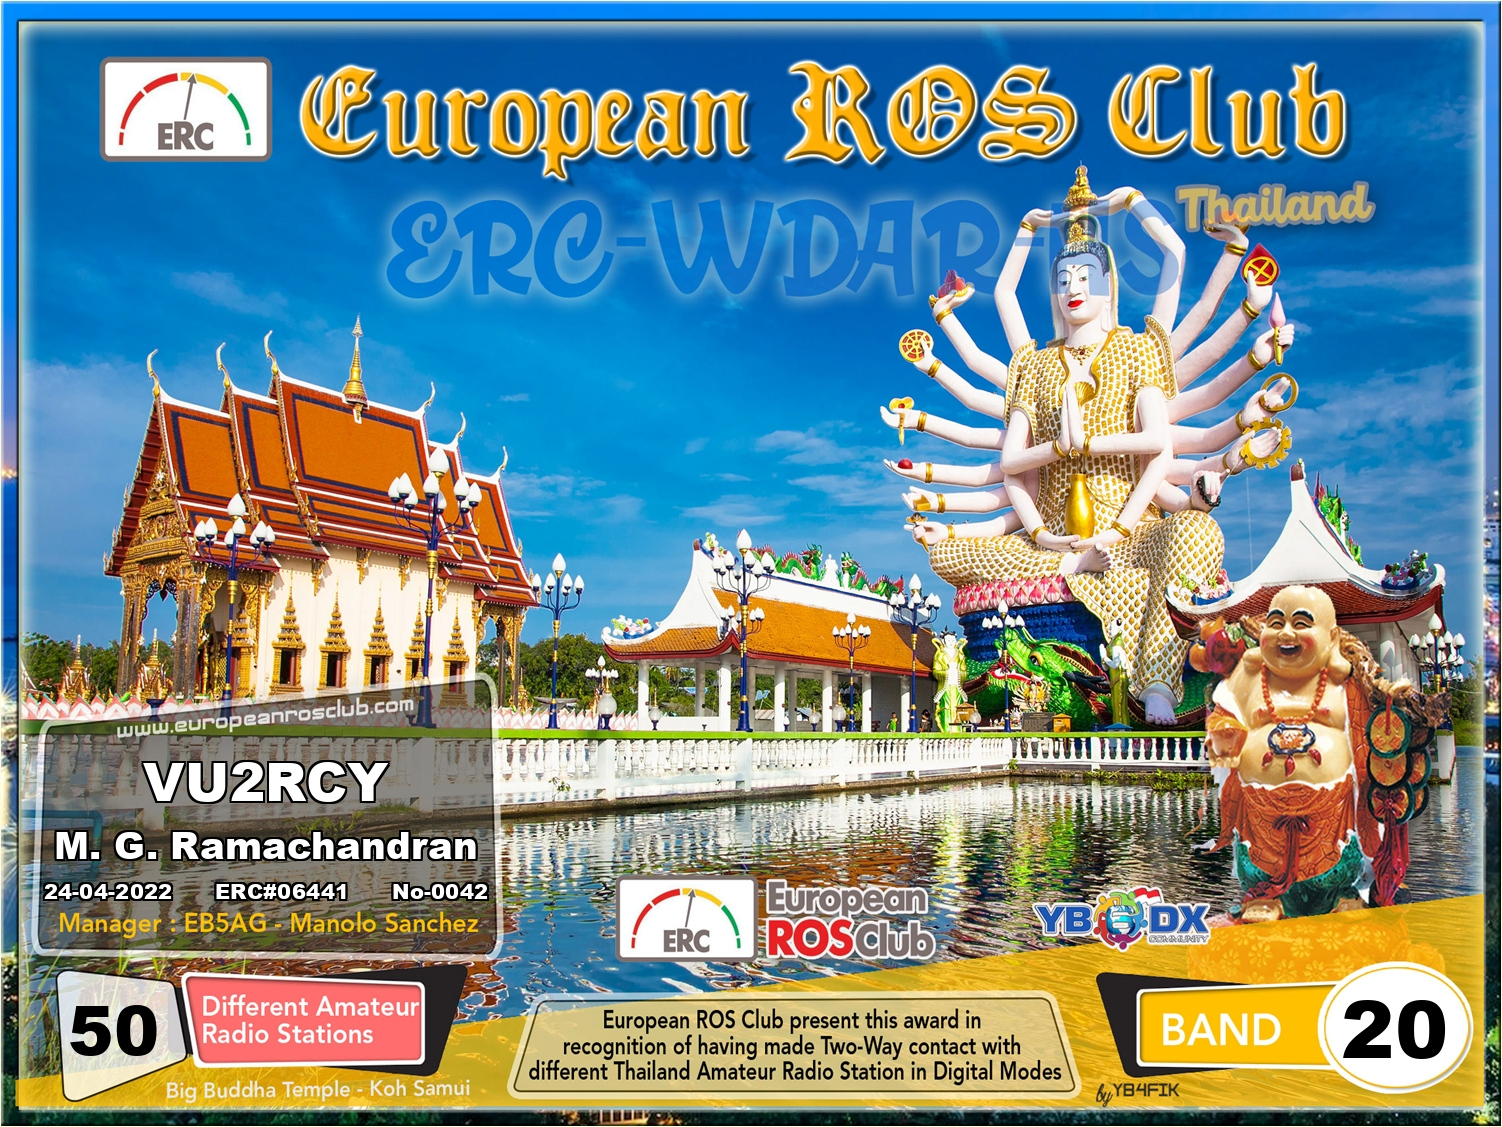 ERC
European ROS Club
ERC-WDAR-HS
Thailand
www.europeanrosclub.com
VU2RCY
M. G. Ramachandran
24-04-2022 ERC#06441 No-0042
Manager : EB5AG - Manolo Sanchez
ERC
European
ROSClub
YB DX
COMMUNITY
50
Different Amateur
Radio Stations
European ROS Club present this award in
recognition of having made Two-Way contact with
different Thailand Amateur Radio Station in Digital Modes
BAND
20
Big Buddha Temple - Koh Samui
by YB4FIK